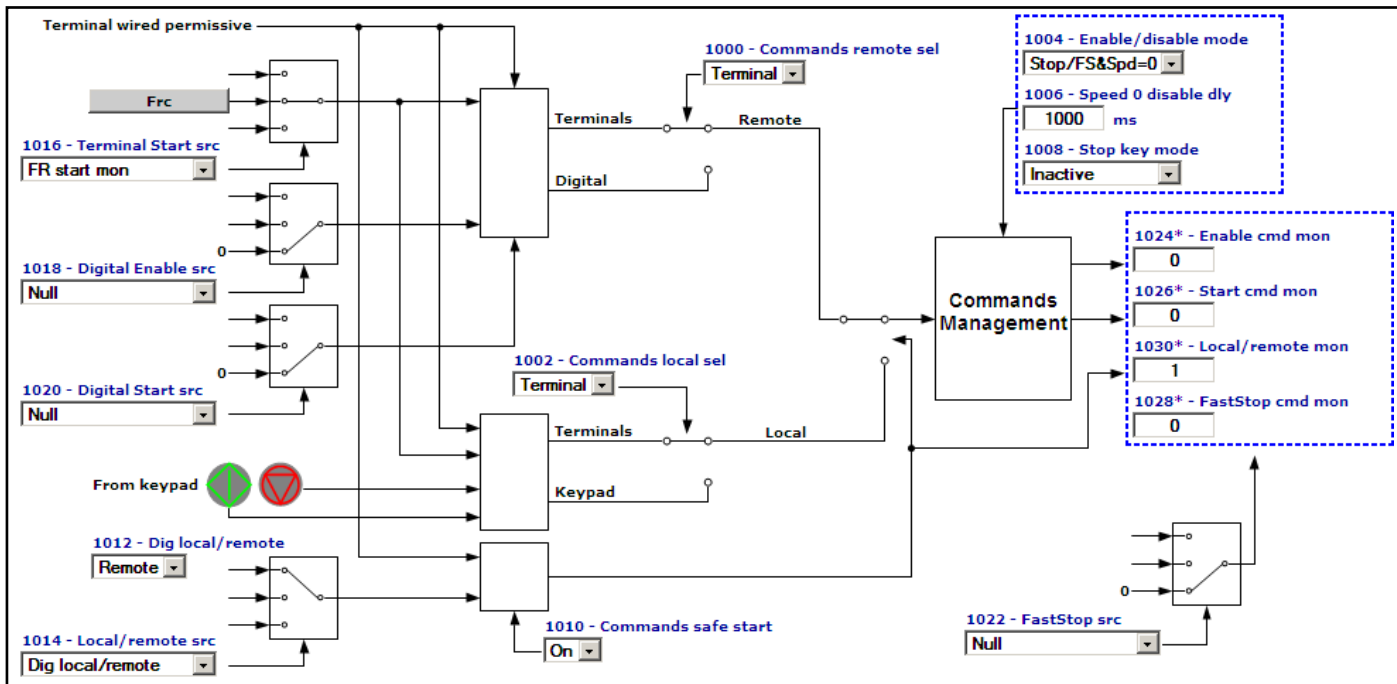 Terminal wired permissive
Frc
1016 - Terminal Start src
FR start mon
0
1018 - Digital Enable src
Null
0
1020 - Digital Start src
Null
From keypad
1012 - Dig local/remote
Remote
1014 - Local/remote src
Dig local/remote
1000 - Commands remote sel
Terminal
Terminals
Remote
Digital
1002 - Commands local sel
Terminal
Terminals
Local
Keypad
1010 - Commands safe start
On
1004 - Enable/disable mode
Stop/FS&Spd=0
1006 - Speed 0 disable dly
1000 ms
1008 - Stop key mode
Inactive
Commands
Management
1024* - Enable cmd mon
0
1026* - Start cmd mon
0
1030* - Local/remote mon
1
1028* - FastStop cmd mon
0
0
1022 - FastStop src
Null